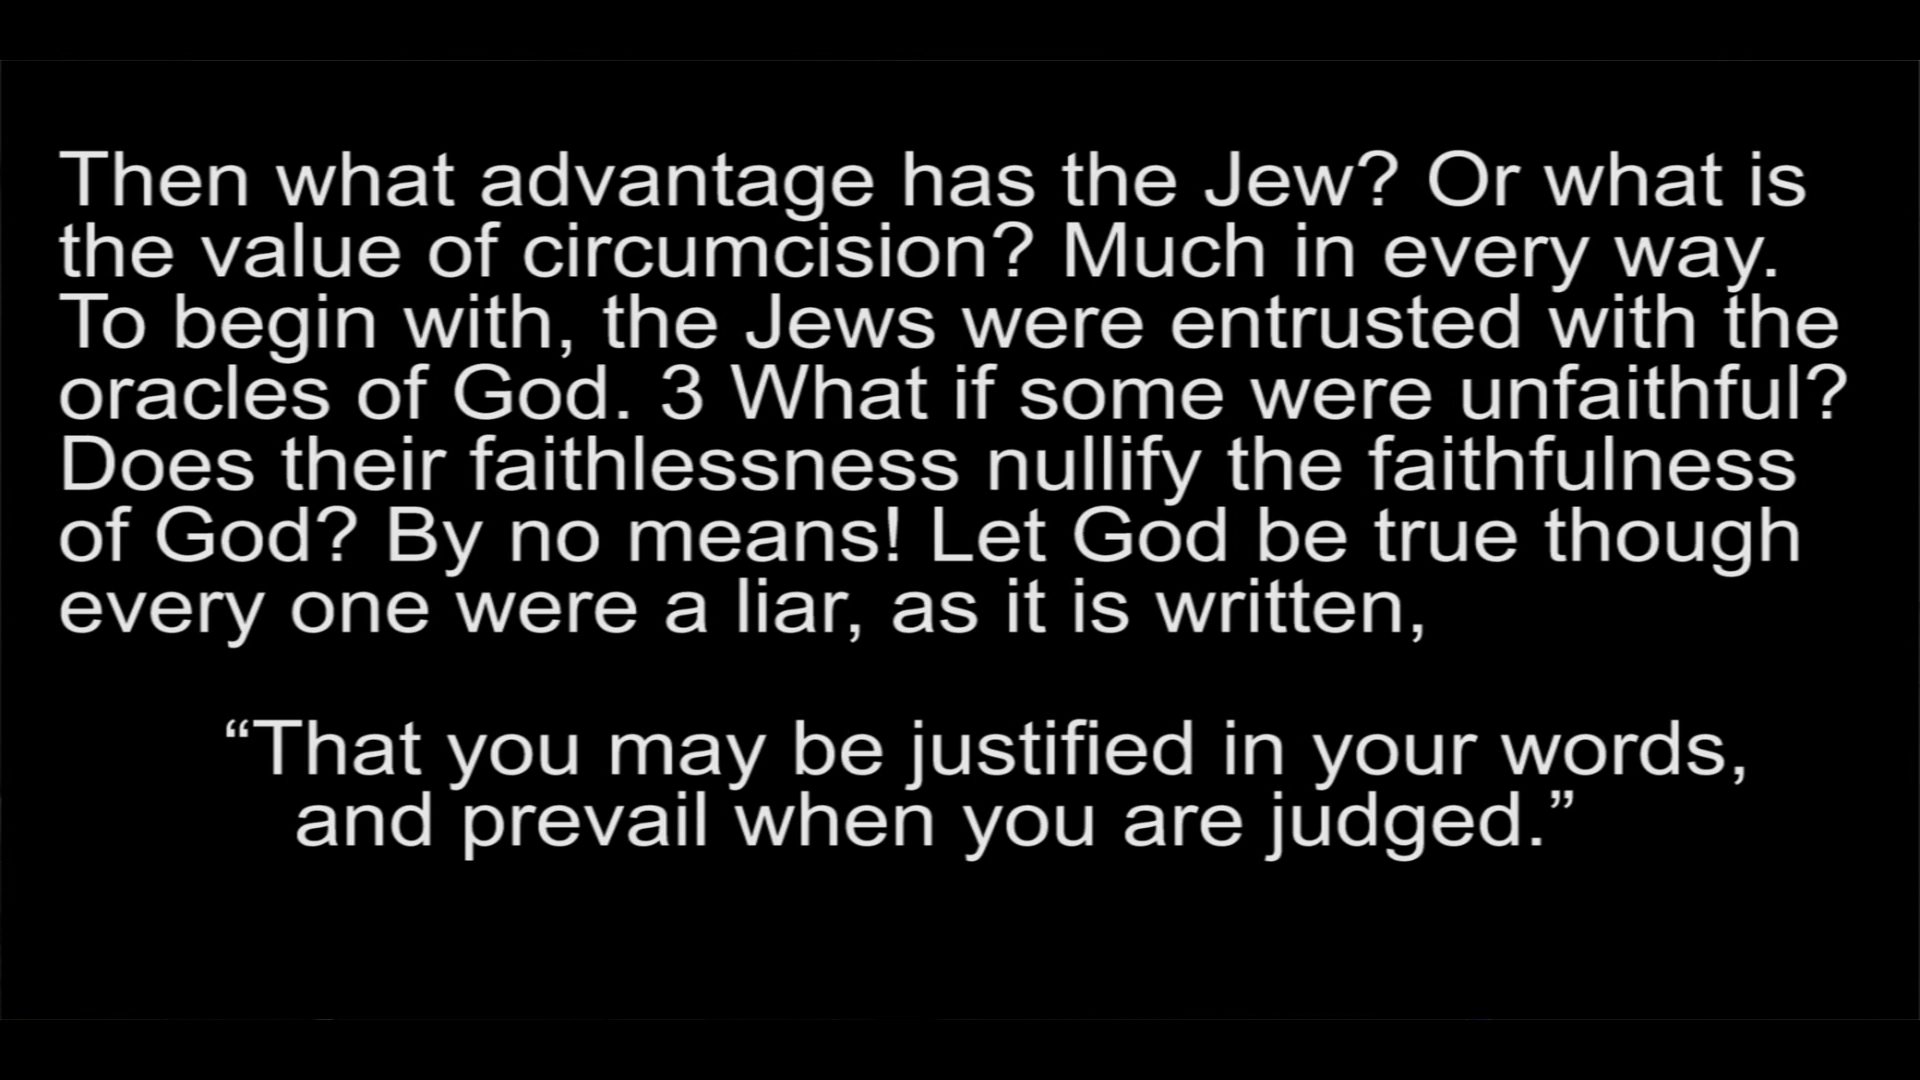 Then what advantage has the Jew? Or what is
the value of circumcision? Much in every way.
To begin with, the Jews were entrusted with the
oracles of God. 3 What if some were unfaithful?
Does their faithlessness nullify the faithfulness
of God? By no means! Let God be true though
every one were a liar, as it is written,
“That you may be justified in your words,
and prevail when you are judged.”